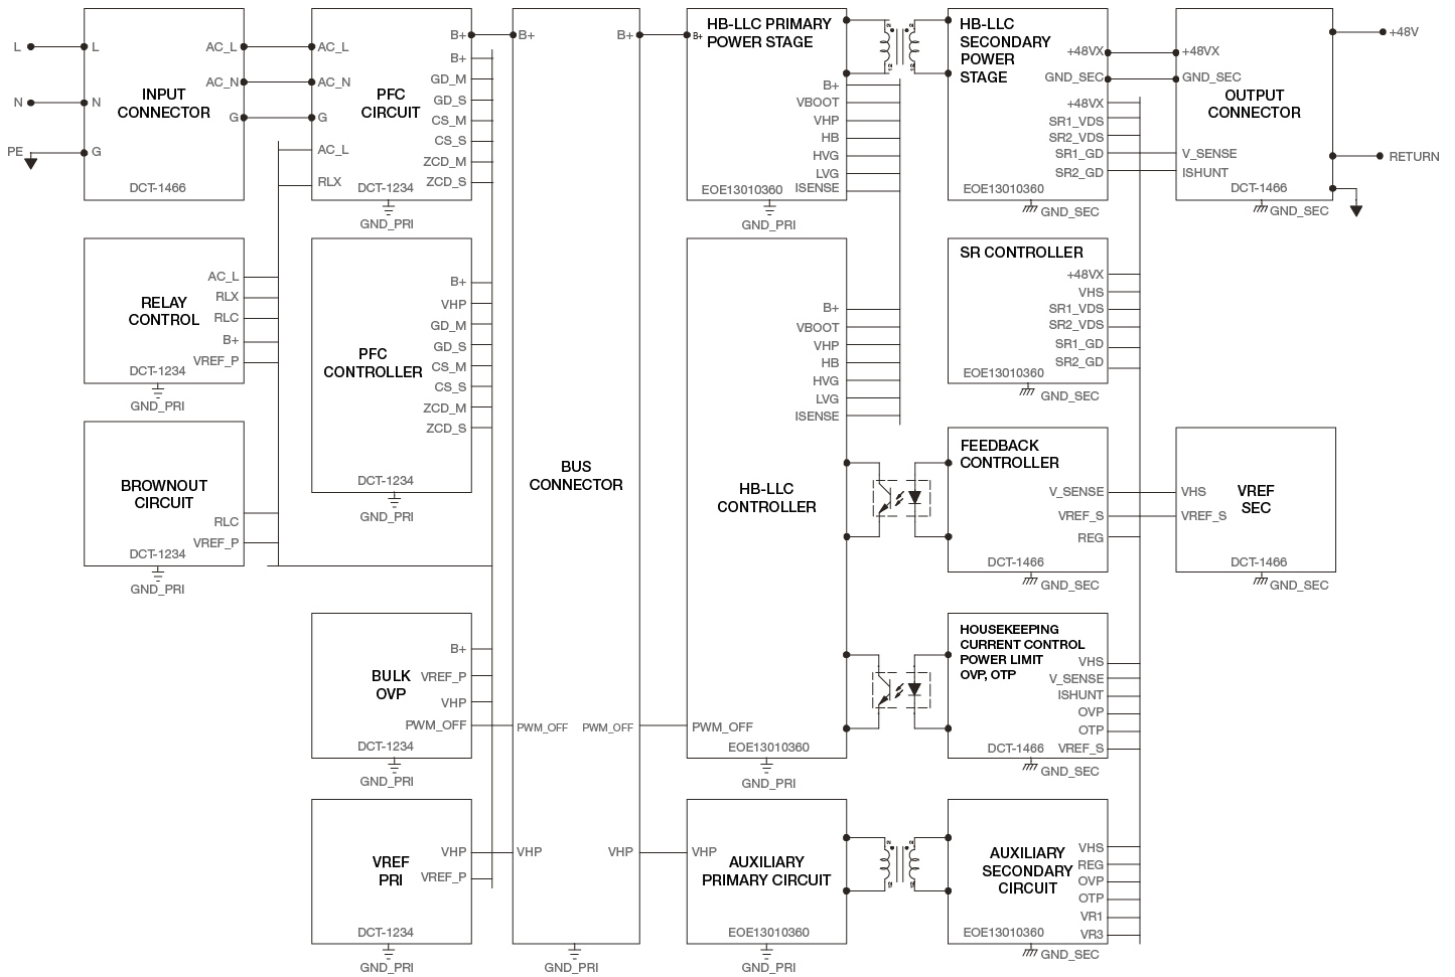 L
N
PE
L
N
G
AC_L
AC_N
G
INPUT
CONNECTOR
DCT-1466
AC_L
AC_N
G
AC_L
RLX
PFC
CIRCUIT
B+
B+
GD_M
GD_S
CS_M
CS_S
ZCD_M
ZCD_S
DCT-1234
GND_PRI
B+
B+
B+
HB-LLC PRIMARY
POWER STAGE
B+
VBOOT
VHP
HB
HVG
LVG
ISENSE
EOE13010360
GND_PRI
HB-LLC
SECONDARY
POWER
STAGE
+48VX
GND_SEC
+48VX
SR1_VDS
SR2_VDS
SR1_GD
SR2_GD
EOE13010360
GND_SEC
+48VX
GND_SEC
OUTPUT
CONNECTOR
V_SENSE
ISHUNT
DCT-1466
GND_SEC
+48V
RETURN
RELAY
CONTROL
AC_L
RLX
RLC
B+
VREF_P
DCT-1234
GND_PRI
PFC
CONTROLLER
B+
VHP
GD_M
GD_S
CS_M
CS_S
ZCD_M
ZCD_S
DCT-1234
GND_PRI
BROWNOUT
CIRCUIT
RLC
VREF_P
DCT-1234
GND_PRI
BUS
CONNECTOR
HB-LLC
CONTROLLER
B+
VBOOT
VHP
HB
HVG
LVG
ISENSE
SR CONTROLLER
+48VX
VHS
SR1_VDS
SR2_VDS
SR1_GD
SR2_GD
EOE13010360
GND_SEC
FEEDBACK
CONTROLLER
V_SENSE
VREF_S
REG
DCT-1466
GND_SEC
VHS
VREF_S
VREF
SEC
GND_SEC
BULK
OVP
B+
VREF_P
VHP
PWM_OFF
DCT-1234
GND_PRI
PWM_OFF
PWM_OFF
PWM_OFF
EOE13010360
GND_PRI
HOUSEKEEPING
CURRENT CONTROL
POWER LIMIT
OVP, OTP
VHS
V_SENSE
ISHUNT
OVP
OTP
VREF_S
DCT-1466
GND_SEC
VREF
PRI
VHP
VREF_P
DCT-1234
GND_PRI
VHP
VHP
GND_PRI
VHP
AUXILIARY
PRIMARY CIRCUIT
EOE13010360
GND_PRI
AUXILIARY
SECONDARY
CIRCUIT
VHS
REG
OVP
OTP
VR1
VR3
EOE13010360
GND_SEC